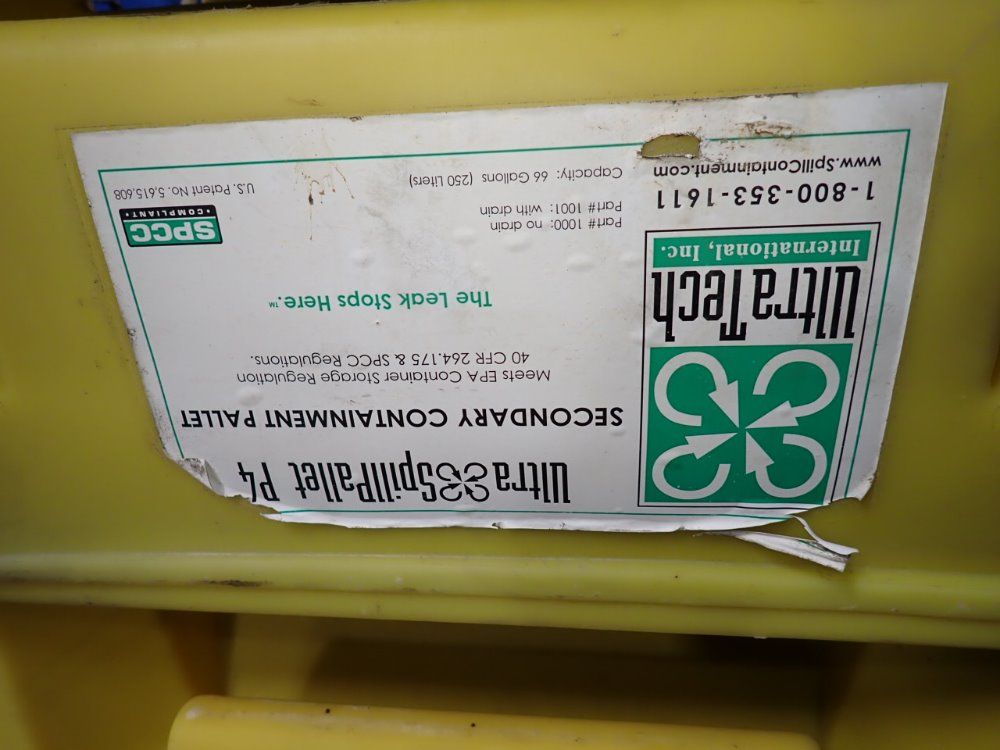 Ultra SpillPallet P4
SECONDARY CONTAINMENT PALLET
Meets EPA Container Storage Regulation
40 CFR 264.175 & SPCC Regulations.
The Leak Stops Here.™
UltraTech
International, Inc.
1-800-353-1611
www.SpillContainment.com
Part# 1000: no drain
Part# 1001: with drain
Capacity: 66 Gallons (250 Liters)
SPCC
• COMPLIANT •
U.S. Patent No. 5,615,608